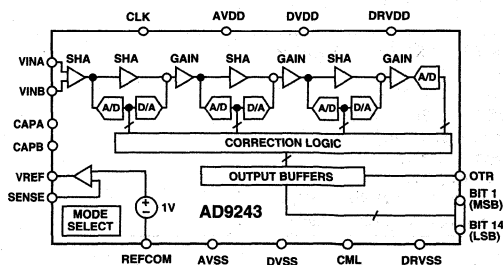 CLK AVDD DVDD DRVDD
VINA SHA SHA GAIN SHA GAIN SHA GAIN
A/D
VINB
A/D D/A A/D D/A A/D D/A
CAPA
CORRECTION LOGIC
CAPB
VREF OUTPUT BUFFERS OTR
SENSE
BIT 1
(MSB)
MODE
SELECT
1V
AD9243
BIT 14
(LSB)
REFCOM AVSS DVSS CML DRVSS